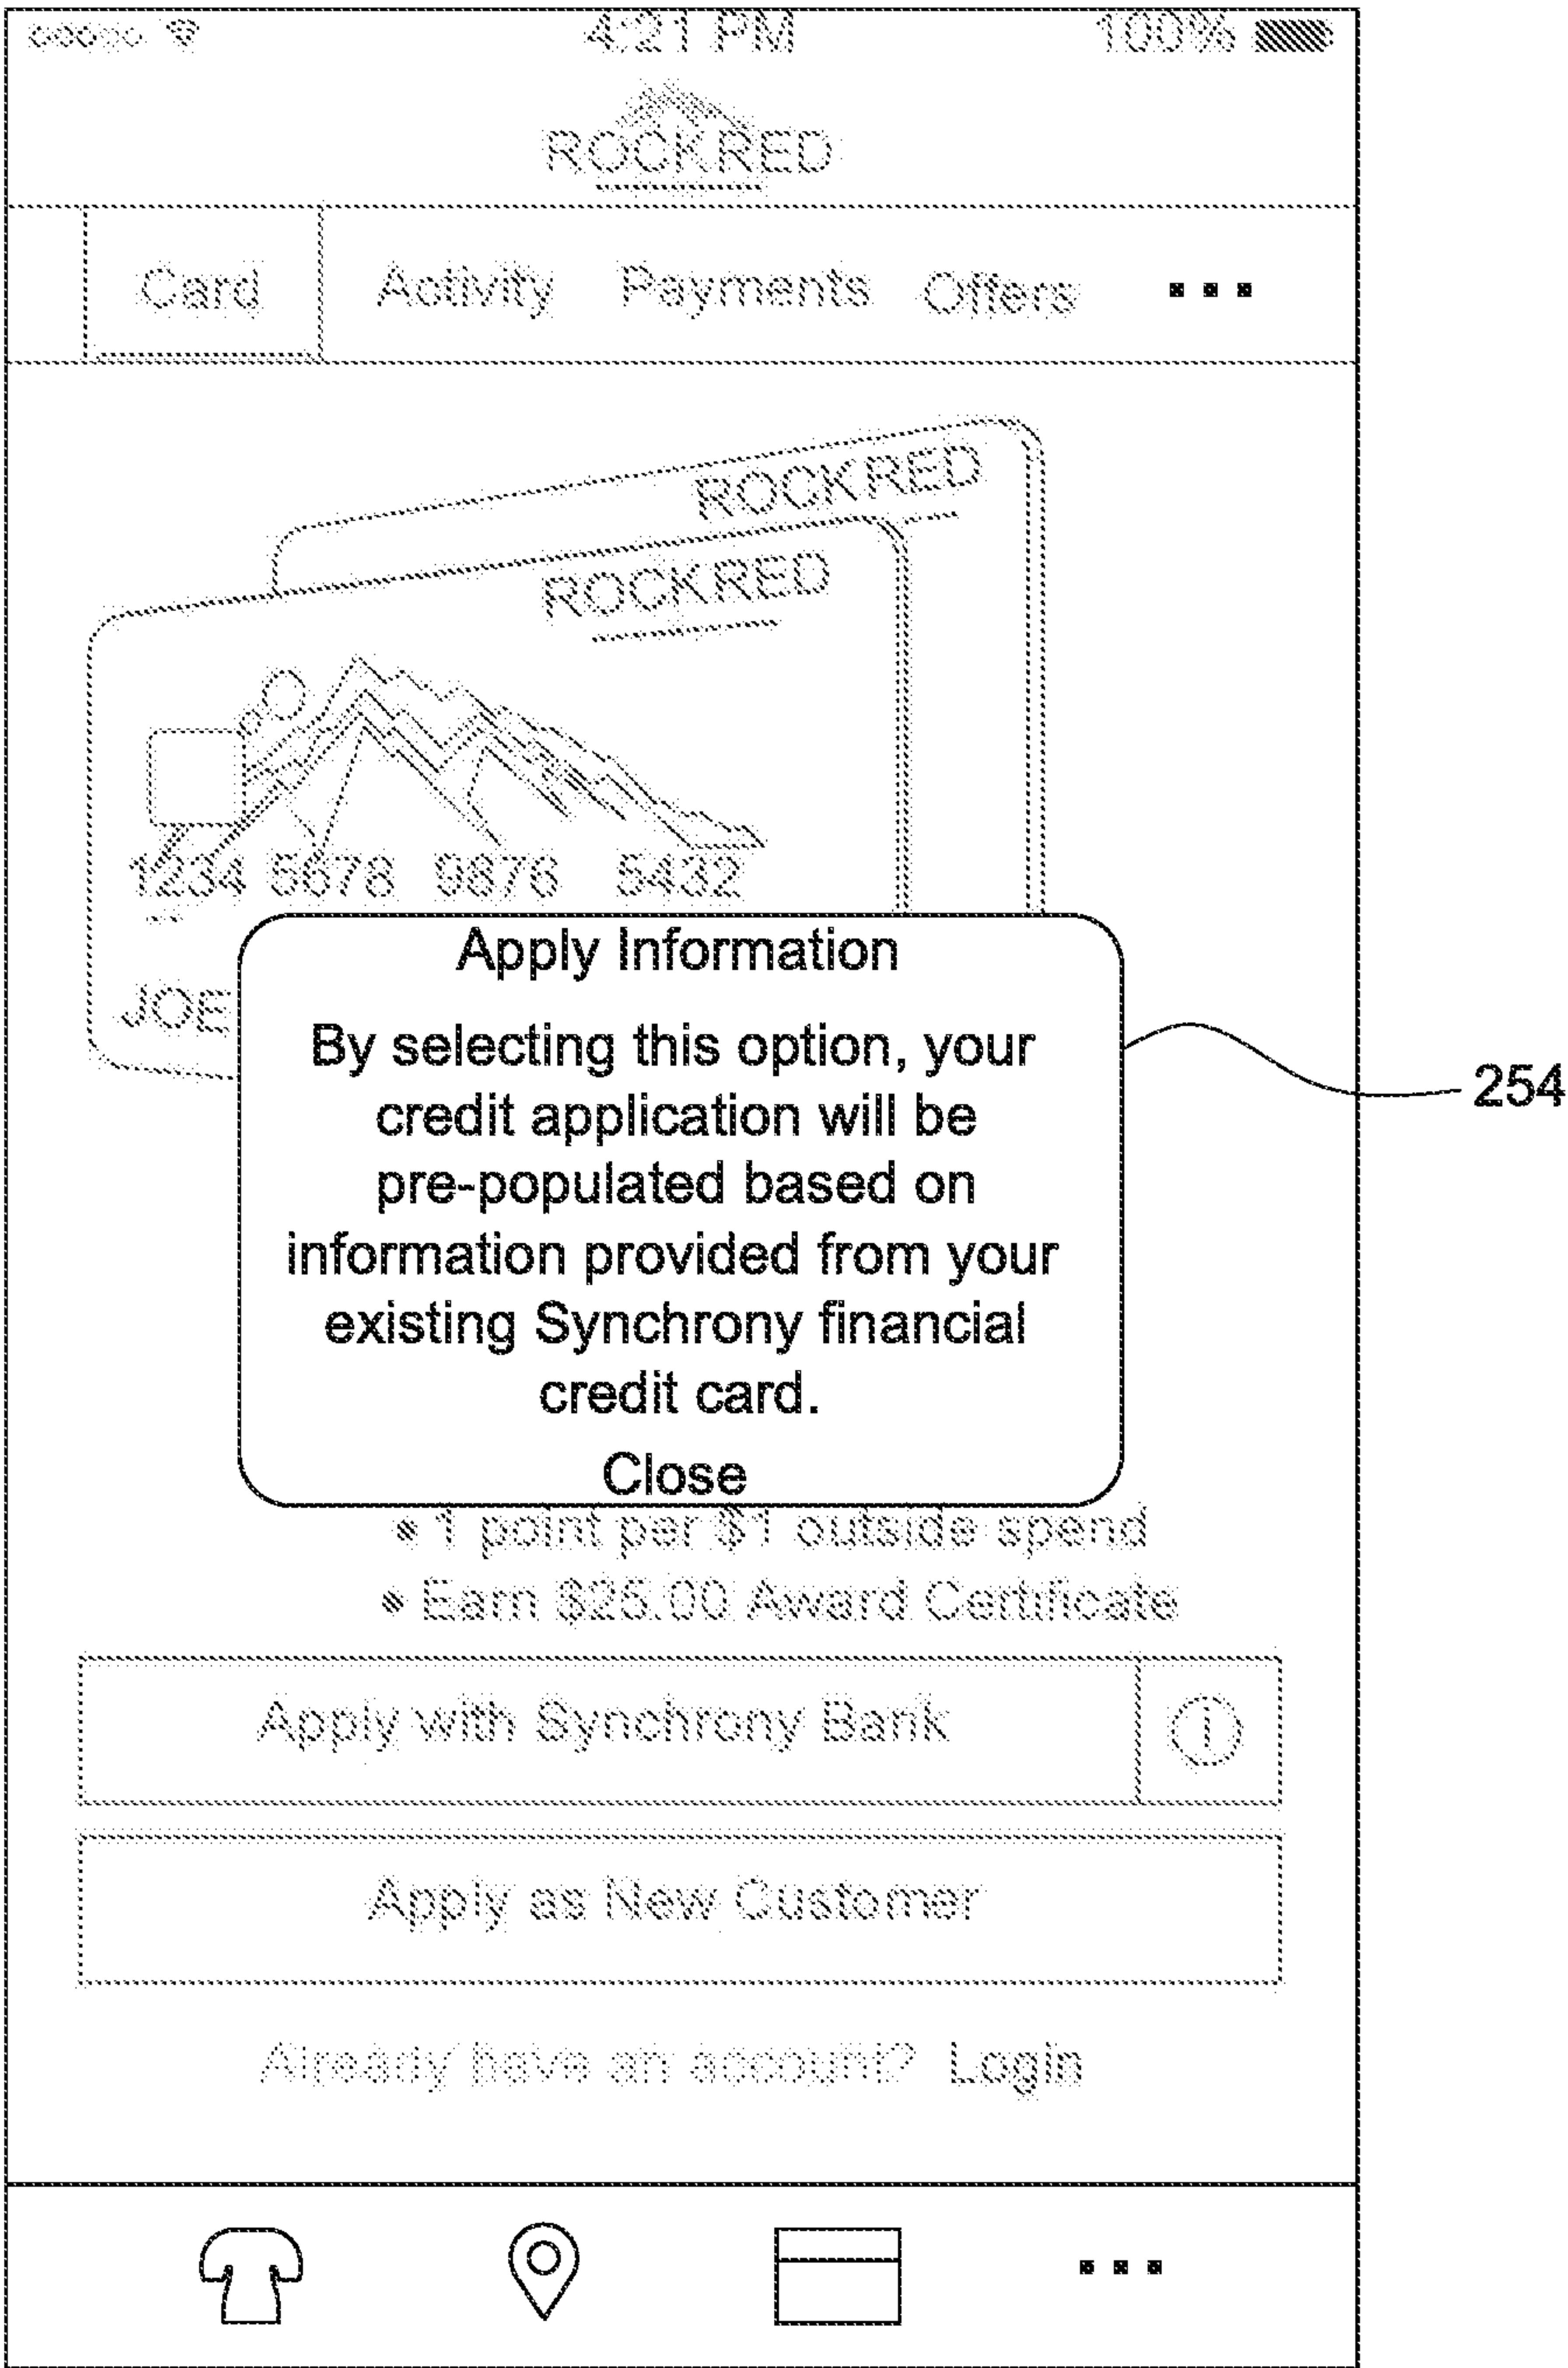 4:21 PM 100%
ROCKRED
Card Activity Payments Offers ...
ROCKRED
ROCKRED
1234 5678 9876 5432
JOE
Apply Information
By selecting this option, your
credit application will be
pre-populated based on
information provided from your
existing Synchrony financial
credit card.
Close
254
• 1 point per $1 outside spend
• Earn $25.00 Award Certificate
Apply with Synchrony Bank i
Apply as New Customer
Already have an account? Login
...